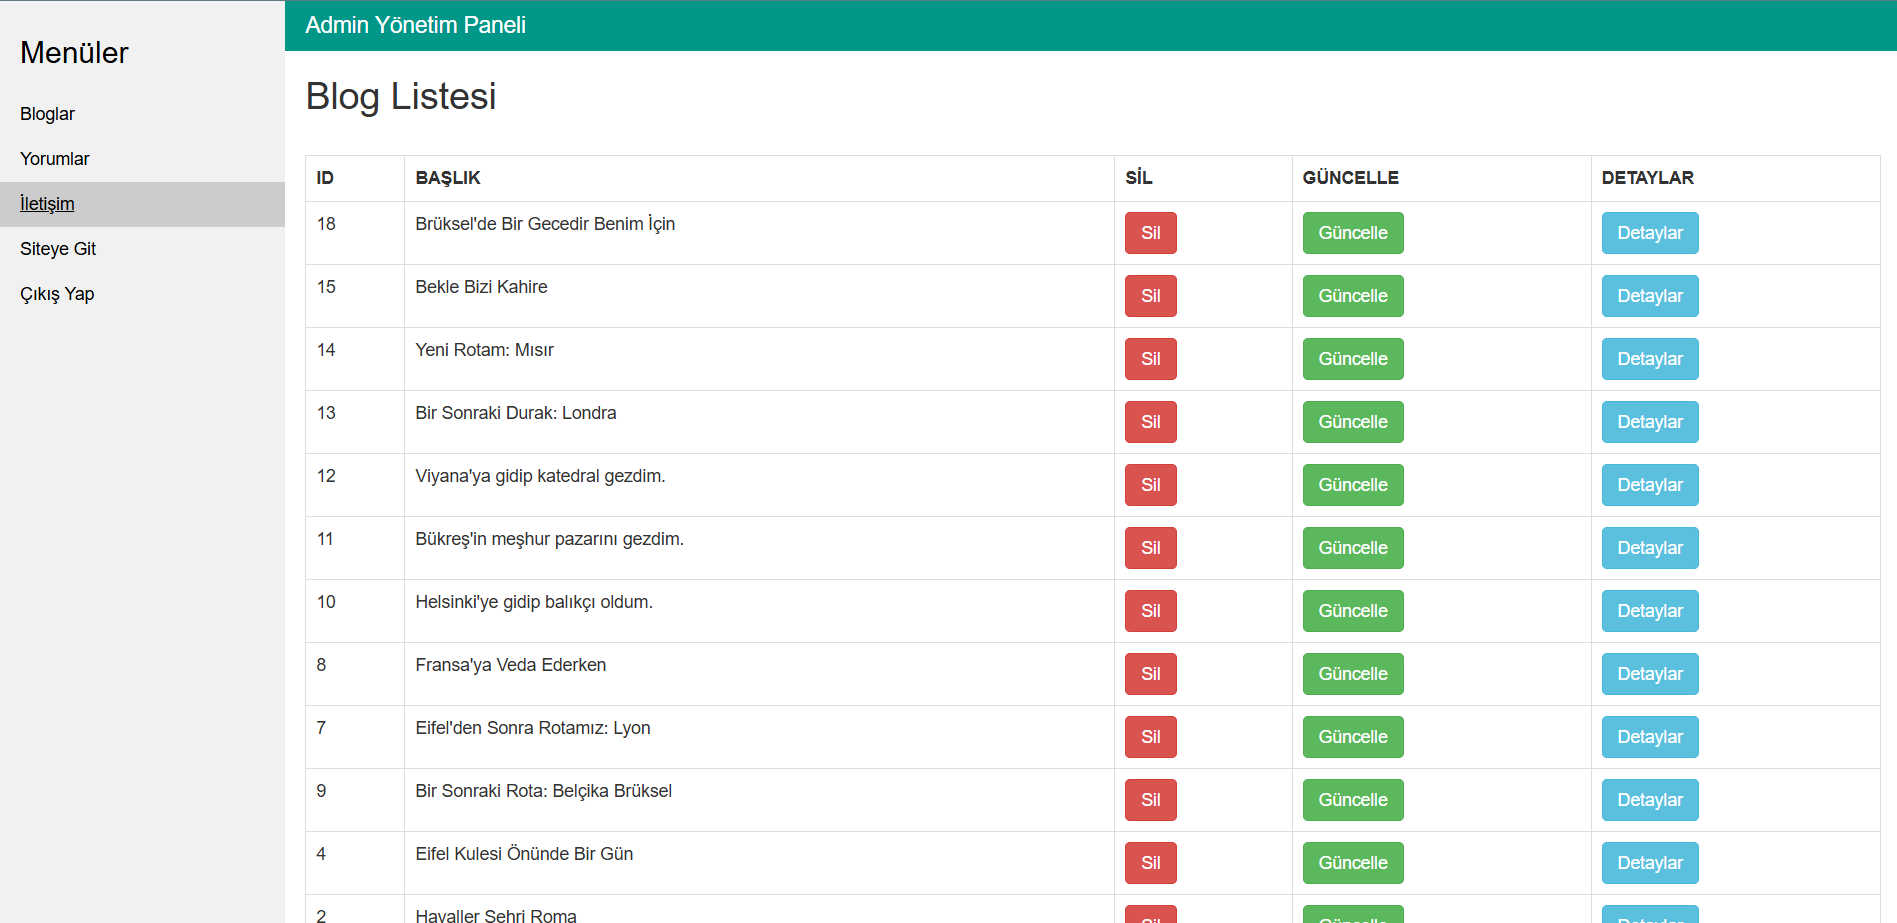 Menüler
Bloglar
Yorumlar
İletişim
Siteye Git
Çıkış Yap
Admin Yönetim Paneli
Blog Listesi
ID BAŞLIK SİL GÜNCELLE DETAYLAR
18 Brüksel'de Bir Gecedir Benim İçin Sil Güncelle Detaylar
15 Bekle Bizi Kahire Sil Güncelle Detaylar
14 Yeni Rotam: Mısır Sil Güncelle Detaylar
13 Bir Sonraki Durak: Londra Sil Güncelle Detaylar
12 Viyana'ya gidip katedral gezdim. Sil Güncelle Detaylar
11 Bükreş'in meşhur pazarını gezdim. Sil Güncelle Detaylar
10 Helsinki'ye gidip balıkçı oldum. Sil Güncelle Detaylar
8 Fransa'ya Veda Ederken Sil Güncelle Detaylar
7 Eifel'den Sonra Rotamız: Lyon Sil Güncelle Detaylar
9 Bir Sonraki Rota: Belçika Brüksel Sil Güncelle Detaylar
4 Eifel Kulesi Önünde Bir Gün Sil Güncelle Detaylar
2 Hayaller Şehri Roma Sil Güncelle Detaylar